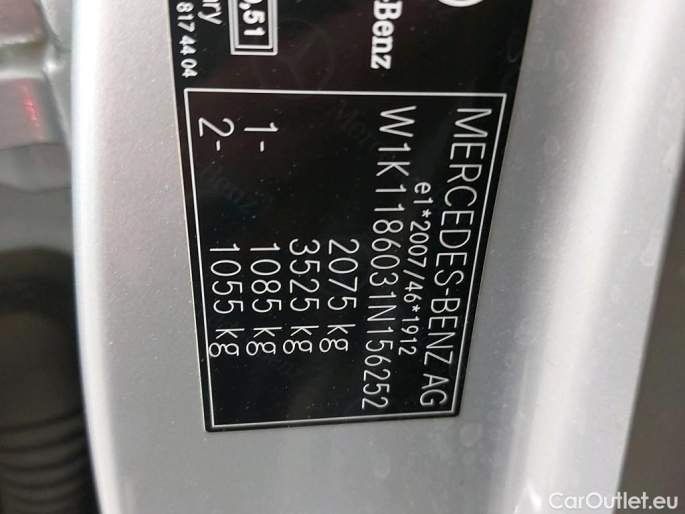 MERCEDES-BENZ AG
e1*2007/46*1912
W1K1186031N156252
2075 kg
3525 kg
1- 1085 kg
2- 1055 kg
Benz
0,51
817 44 04
CarOutlet.eu